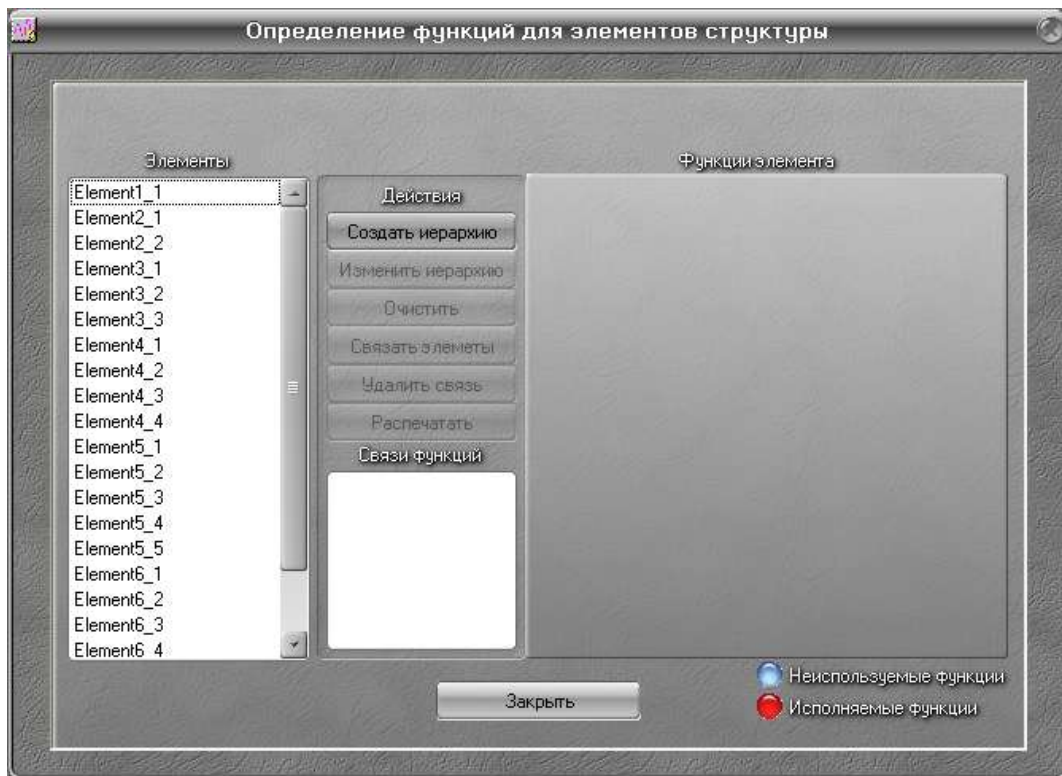 Определение функций для элементов структуры
Элементы
Element1_1
Element2_1
Element2_2
Element3_1
Element3_2
Element3_3
Element4_1
Element4_2
Element4_3
Element4_4
Element5_1
Element5_2
Element5_3
Element5_4
Element5_5
Element6_1
Element6_2
Element6_3
Element6_4
Действия
Создать иерархию
Изменить иерархию
Очистить
Связать элеметы
Удалить связь
Распечатать
Связи функций
Функции элемента
Неиспользуемые функции
Исполняемые функции
Закрыть